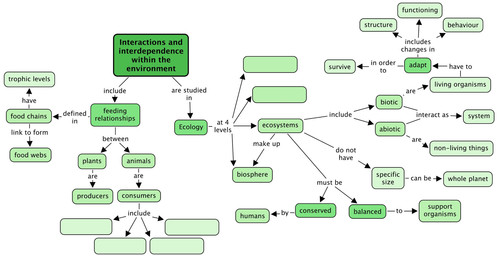 functioning
structure
behaviour
includes
changes in
Interactions and
interdependence
within the
environment
survive
in order
to
adapt
have to
trophic levels
include
are studied
in
are
living organisms
have
biotic
food chains
defined
in
feeding
relationships
at 4
levels
include
interact as
system
Ecology
ecosystems
link to form
between
abiotic
are
food webs
make up
do not
have
non-living things
plants
animals
biosphere
specific
size
can be
whole planet
are
are
must be
producers
consumers
include
humans
by
conserved
balanced
to
support
organisms